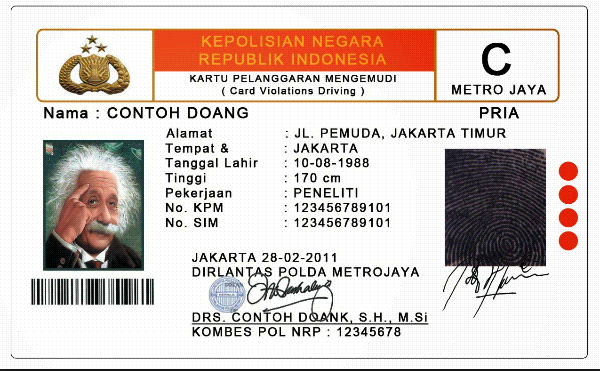 KEPOLISIAN NEGARA
REPUBLIK INDONESIA
KARTU PELANGGARAN MENGEMUDI
( Card Violations Driving )
C
METRO JAYA
Nama : CONTOH DOANG
PRIA
Alamat : JL. PEMUDA, JAKARTA TIMUR
Tempat & : JAKARTA
Tanggal Lahir : 10-08-1988
Tinggi : 170 cm
Pekerjaan : PENELITI
No. KPM : 123456789101
No. SIM : 123456789101
JAKARTA 28-02-2011
DIRLANTAS POLDA METROJAYA
DRS. CONTOH DOANK, S.H., M.Si
KOMBES POL NRP : 12345678